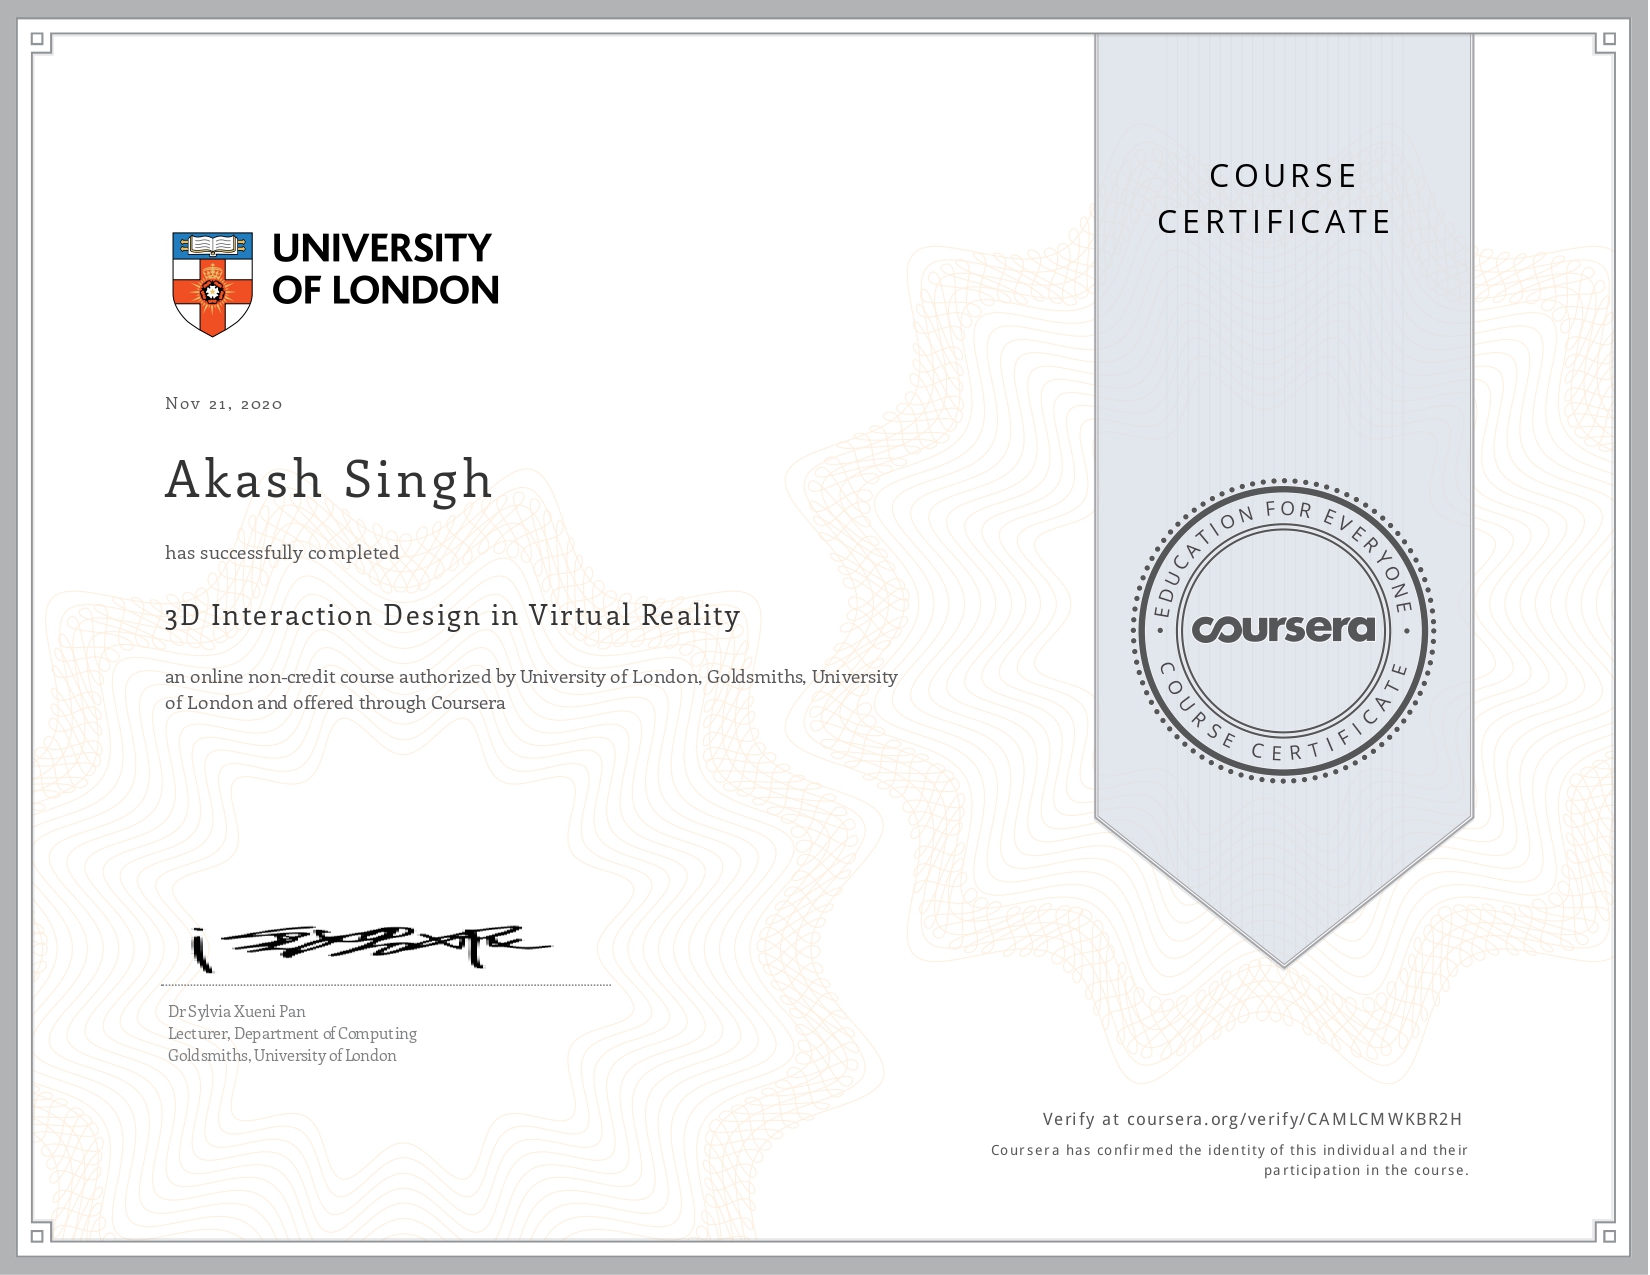 COURSE
CERTIFICATE
UNIVERSITY
OF LONDON
Nov 21, 2020
Akash Singh
has successfully completed
3D Interaction Design in Virtual Reality
an online non-credit course authorized by University of London, Goldsmiths, University
of London and offered through Coursera
EDUCATION FOR EVERYONE
coursera
COURSE CERTIFICATE
Dr Sylvia Xueni Pan
Lecturer, Department of Computing
Goldsmiths, University of London
Verify at coursera.org/verify/CAMLCMWKBR2H
Coursera has confirmed the identity of this individual and their
participation in the course.